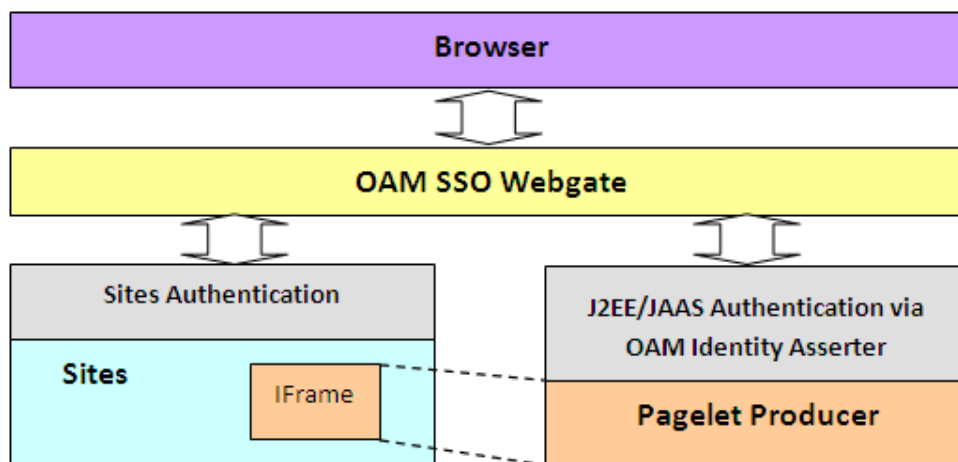 Browser
OAM SSO Webgate
Sites Authentication
Sites
IFrame
J2EE/JAAS Authentication via
OAM Identity Asserter
Pagelet Producer